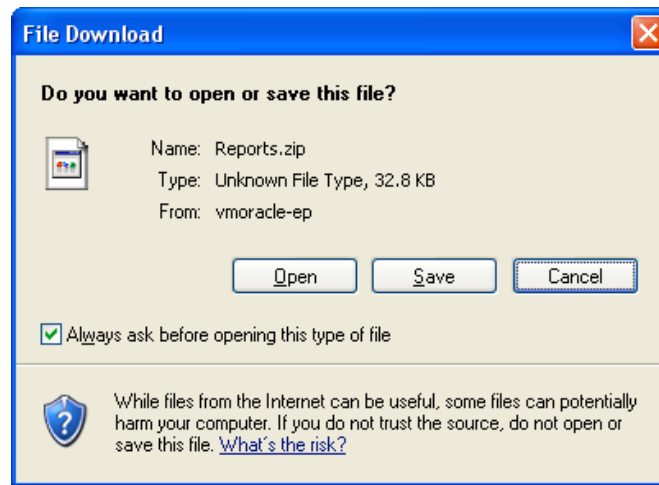 File Download
Do you want to open or save this file?
Name: Reports.zip
Type: Unknown File Type, 32.8 KB
From: vmoracle-ep
Open Save Cancel
Always ask before opening this type of file
While files from the Internet can be useful, some files can potentially
harm your computer. If you do not trust the source, do not open or
save this file. What's the risk?